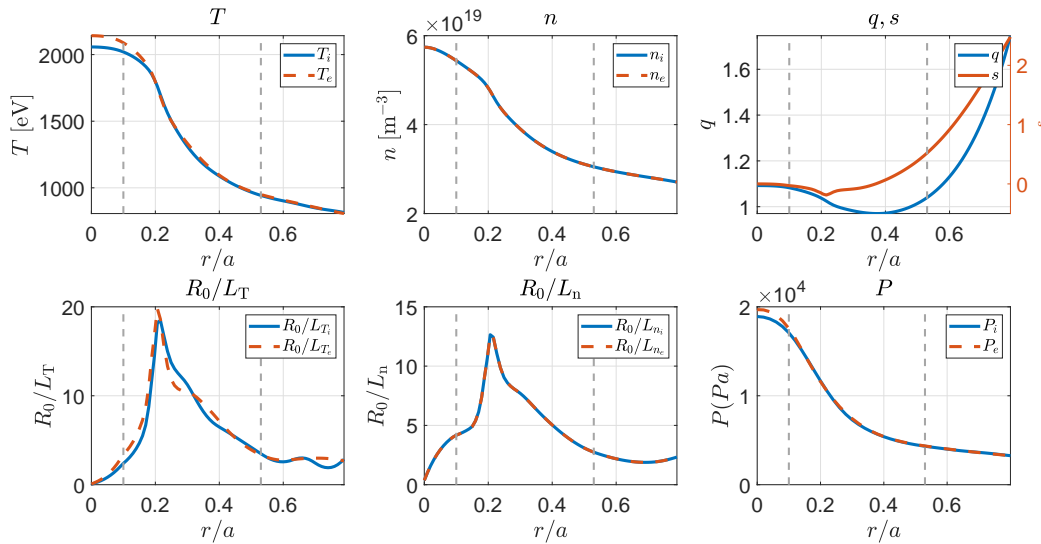 T
2000
1500
1000
T [eV]
0 0.2 0.4 0.6
r/a
T_i
T_e
n
×10^19
6
4
2
n [m^−3]
0 0.2 0.4 0.6
r/a
n_i
n_e
q, s
1.6
1.4
1.2
1
q
2
1
0
0 0.2 0.4 0.6
r/a
q
s
R_0/L_T
20
10
0
R_0/L_T
0 0.2 0.4 0.6
r/a
R_0/L_{T_i}
R_0/L_{T_e}
R_0/L_n
15
10
5
0
R_0/L_n
0 0.2 0.4 0.6
r/a
R_0/L_{n_i}
R_0/L_{n_e}
P
×10^4
2
1
0
P(Pa)
0 0.2 0.4 0.6
r/a
P_i
P_e